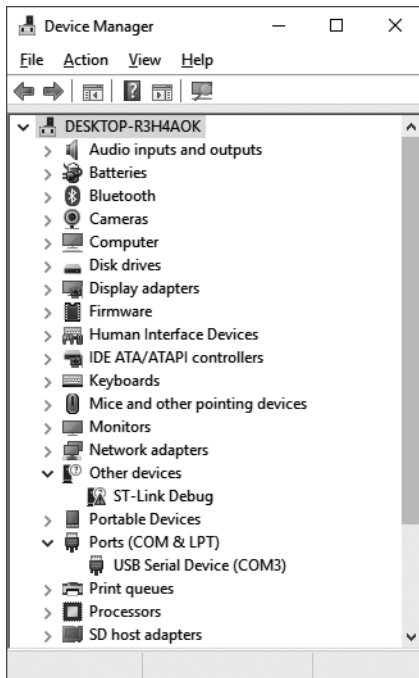 Device Manager
File Action View Help
DESKTOP-R3H4AOK
Audio inputs and outputs
Batteries
Bluetooth
Cameras
Computer
Disk drives
Display adapters
Firmware
Human Interface Devices
IDE ATA/ATAPI controllers
Keyboards
Mice and other pointing devices
Monitors
Network adapters
Other devices
ST-Link Debug
Portable Devices
Ports (COM & LPT)
USB Serial Device (COM3)
Print queues
Processors
SD host adapters